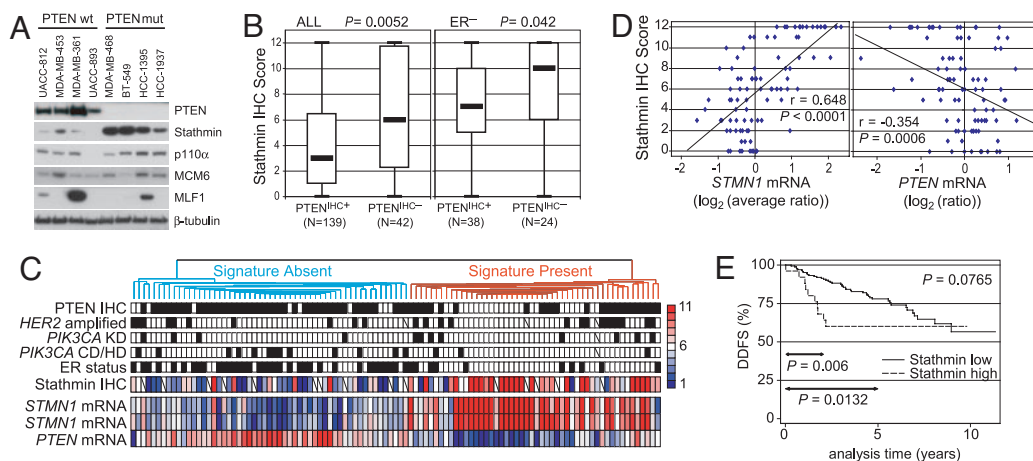 A
PTEN wt PTEN mut
UACC-812
MDA-MB-453
MDA-MB-361
UACC-893
MDA-MB-468
BT-549
HCC-1395
HCC-1937
PTEN
Stathmin
p110α
MCM6
MLF1
β-tubulin
B
ALL P= 0.0052 ER⁻ P= 0.042
Stathmin IHC Score
12
10
8
6
4
2
0
PTENᴵᴴᶜ⁺ PTENᴵᴴᶜ⁻ PTENᴵᴴᶜ⁺ PTENᴵᴴᶜ⁻
(N=139) (N=42) (N=38) (N=24)
C
Signature Absent Signature Present
PTEN IHC
HER2 amplified
PIK3CA KD
PIK3CA CD/HD
ER status
Stathmin IHC
STMN1 mRNA
STMN1 mRNA
PTEN mRNA
11
6
1
D
Stathmin IHC Score
12
10
8
6
4
2
0
r = 0.648
P < 0.0001
r = -0.354
P = 0.0006
-2 -1 0 1 2 -2 -1 0 1
STMN1 mRNA PTEN mRNA
(log₂ (average ratio)) (log₂ (ratio))
E
DDFS (%)
100
75
50
25
0
P = 0.0765
P = 0.006
P = 0.0132
Stathmin low
Stathmin high
0 5 10
analysis time (years)